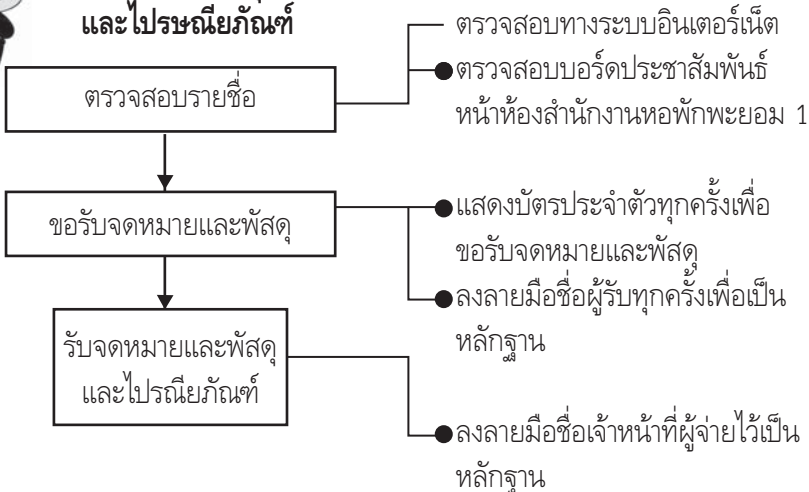 และไปรษณียภัณฑ์
ตรวจสอบรายชื่อ
ตรวจสอบทางระบบอินเตอร์เน็ต
ตรวจสอบบอร์ดประชาสัมพันธ์
หน้าห้องสำนักงานหอพักพะยอม 1
ขอรับจดหมายและพัสดุ
แสดงบัตรประจำตัวทุกครั้งเพื่อ
ขอรับจดหมายและพัสดุ
ลงลายมือชื่อผู้รับทุกครั้งเพื่อเป็น
หลักฐาน
รับจดหมายและพัสดุ
และไปรณียภัณฑ์
ลงลายมือชื่อเจ้าหน้าที่ผู้จ่ายไว้เป็น
หลักฐาน